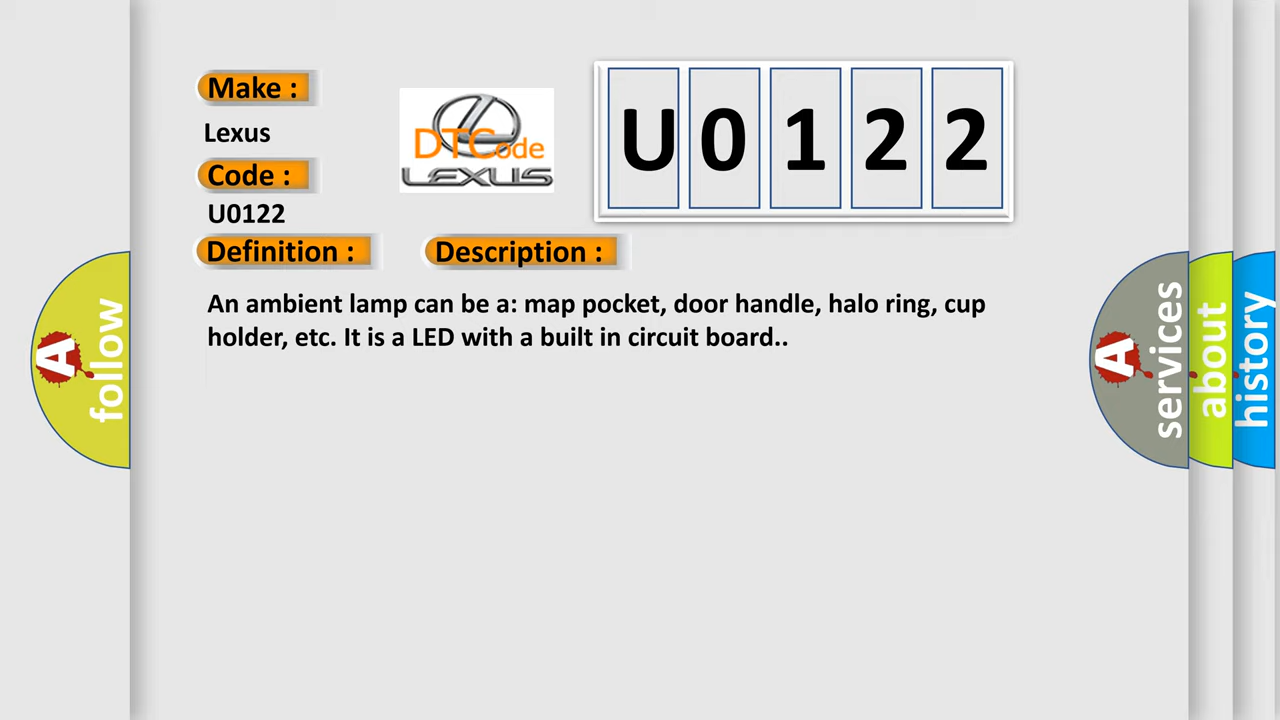 Make :
Lexus
Code :
U0122
Definition :
Description :
An ambient lamp can be a: map pocket, door handle, halo ring, cup
holder, etc. It is a LED with a built in circuit board..
DTCode
LEXUS
U0122
A follow
A services
about
history